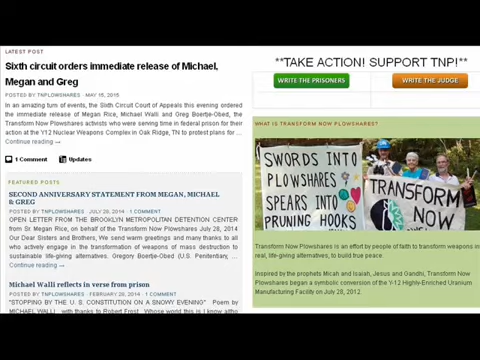 LATEST POST
Sixth circuit orders immediate release of Michael,
Megan and Greg
POSTED BY TNPLOWSHARES · MAY 15, 2015
In an amazing turn of events, the Sixth Circuit Court of Appeals this evening ordered
the immediate release of Megan Rice, Michael Walli and Greg Boertje-Obed, the
Transform Now Plowshares activists who were serving time in federal prison for their
action at the Y12 Nuclear Weapons Complex in Oak Ridge, TN to protest plans for ...
Continue reading →
1 Comment Updates
FEATURED POSTS
SECOND ANNIVERSARY STATEMENT FROM MEGAN, MICHAEL
& GREG
POSTED BY TNPLOWSHARES · JULY 29, 2014 · 1 COMMENT
OPEN LETTER FROM THE BROOKLYN METROPOLITAN DETENTION CENTER
from Sr. Megan Rice, on behalf of the Transform Now Plowshares July 28, 2014
Our Dear Sisters and Brothers, We send warm greetings and many thanks to all
who actively engage in the transformation of weapons of mass destruction to
sustainable life-giving alternatives. Gregory Boertje-Obed (U.S. Penitentiary, ...
Continue reading →
Michael Walli reflects in verse from prison
POSTED BY TNPLOWSHARES · FEBRUARY 20, 2014 · 1 COMMENT
"STOPPING BY THE U. S. CONSTITUTION ON A SNOWY EVENING" Poem by
MICHAEL WALLI , with thanks to Robert Frost Whose world this is I know altho
**TAKE ACTION! SUPPORT TNP!**
WRITE THE PRISONERS WRITE THE JUDGE
WHAT IS TRANSFORM NOW PLOWSHARES?
SWORDS INTO
PLOWSHARES
SPEARS INTO
PRUNING HOOKS
TRANSFORM
NOW
Transform Now Plowshares is an effort by people of faith to transform weapons in
real, life-giving alternatives, to build true peace.
Inspired by the prophets Micah and Isaiah, Jesus and Gandhi, Transform Now
Plowshares began a symbolic conversion of the Y-12 Highly-Enriched Uranium
Manufacturing Facility on July 28, 2012.